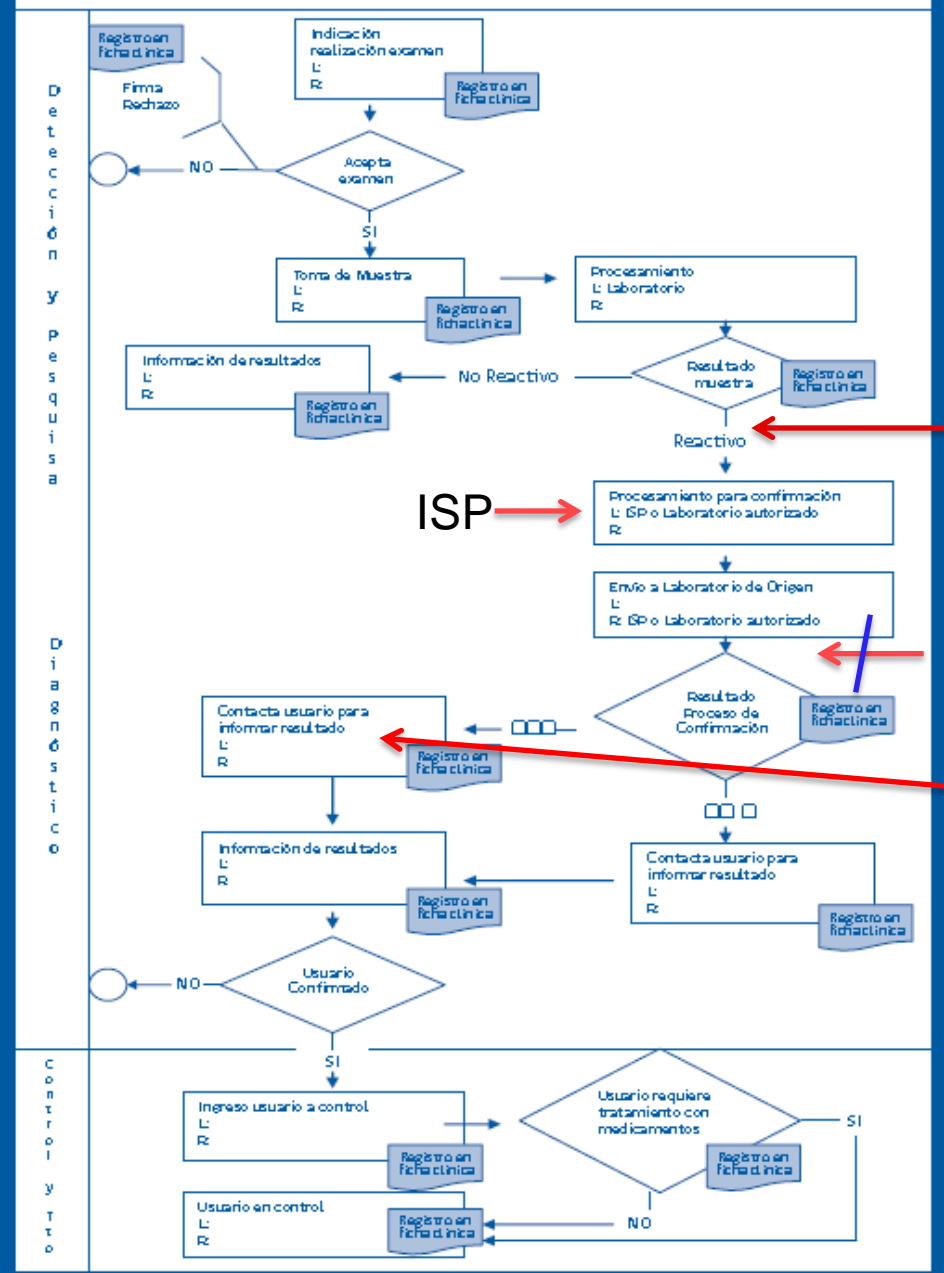 Detección y Pesquisa
Registro en
ficha clínica
Firma
Rechazo
Indicación
realización examen
L:
R:
Registro en
ficha clínica
Acepta
examen
NO
SI
Toma de Muestra
L:
R:
Registro en
ficha clínica
Procesamiento
L: Laboratorio
R:
Resultado
muestra
Registro en
ficha clínica
No Reactivo
Información de resultados
L:
R:
Registro en
ficha clínica
Reactivo
Diagnóstico
ISP
Procesamiento para confirmación
L: ISP o Laboratorio autorizado
R:
Envío a Laboratorio de Origen
L:
R: ISP o Laboratorio autorizado
Resultado
Proceso de
Confirmación
Registro en
ficha clínica
Contacta usuario para
informar resultado
L:
R:
Registro en
ficha clínica
Contacta usuario para
informar resultado
L:
R:
Registro en
ficha clínica
Información de resultados
L:
R:
Registro en
ficha clínica
Usuario
Confirmado
NO
SI
Control y Tto
Ingreso usuario a control
L:
R:
Registro en
ficha clínica
Usuario requiere
tratamiento con
medicamentos
Registro en
ficha clínica
SI
NO
Usuario en control
L:
R:
Registro en
ficha clínica